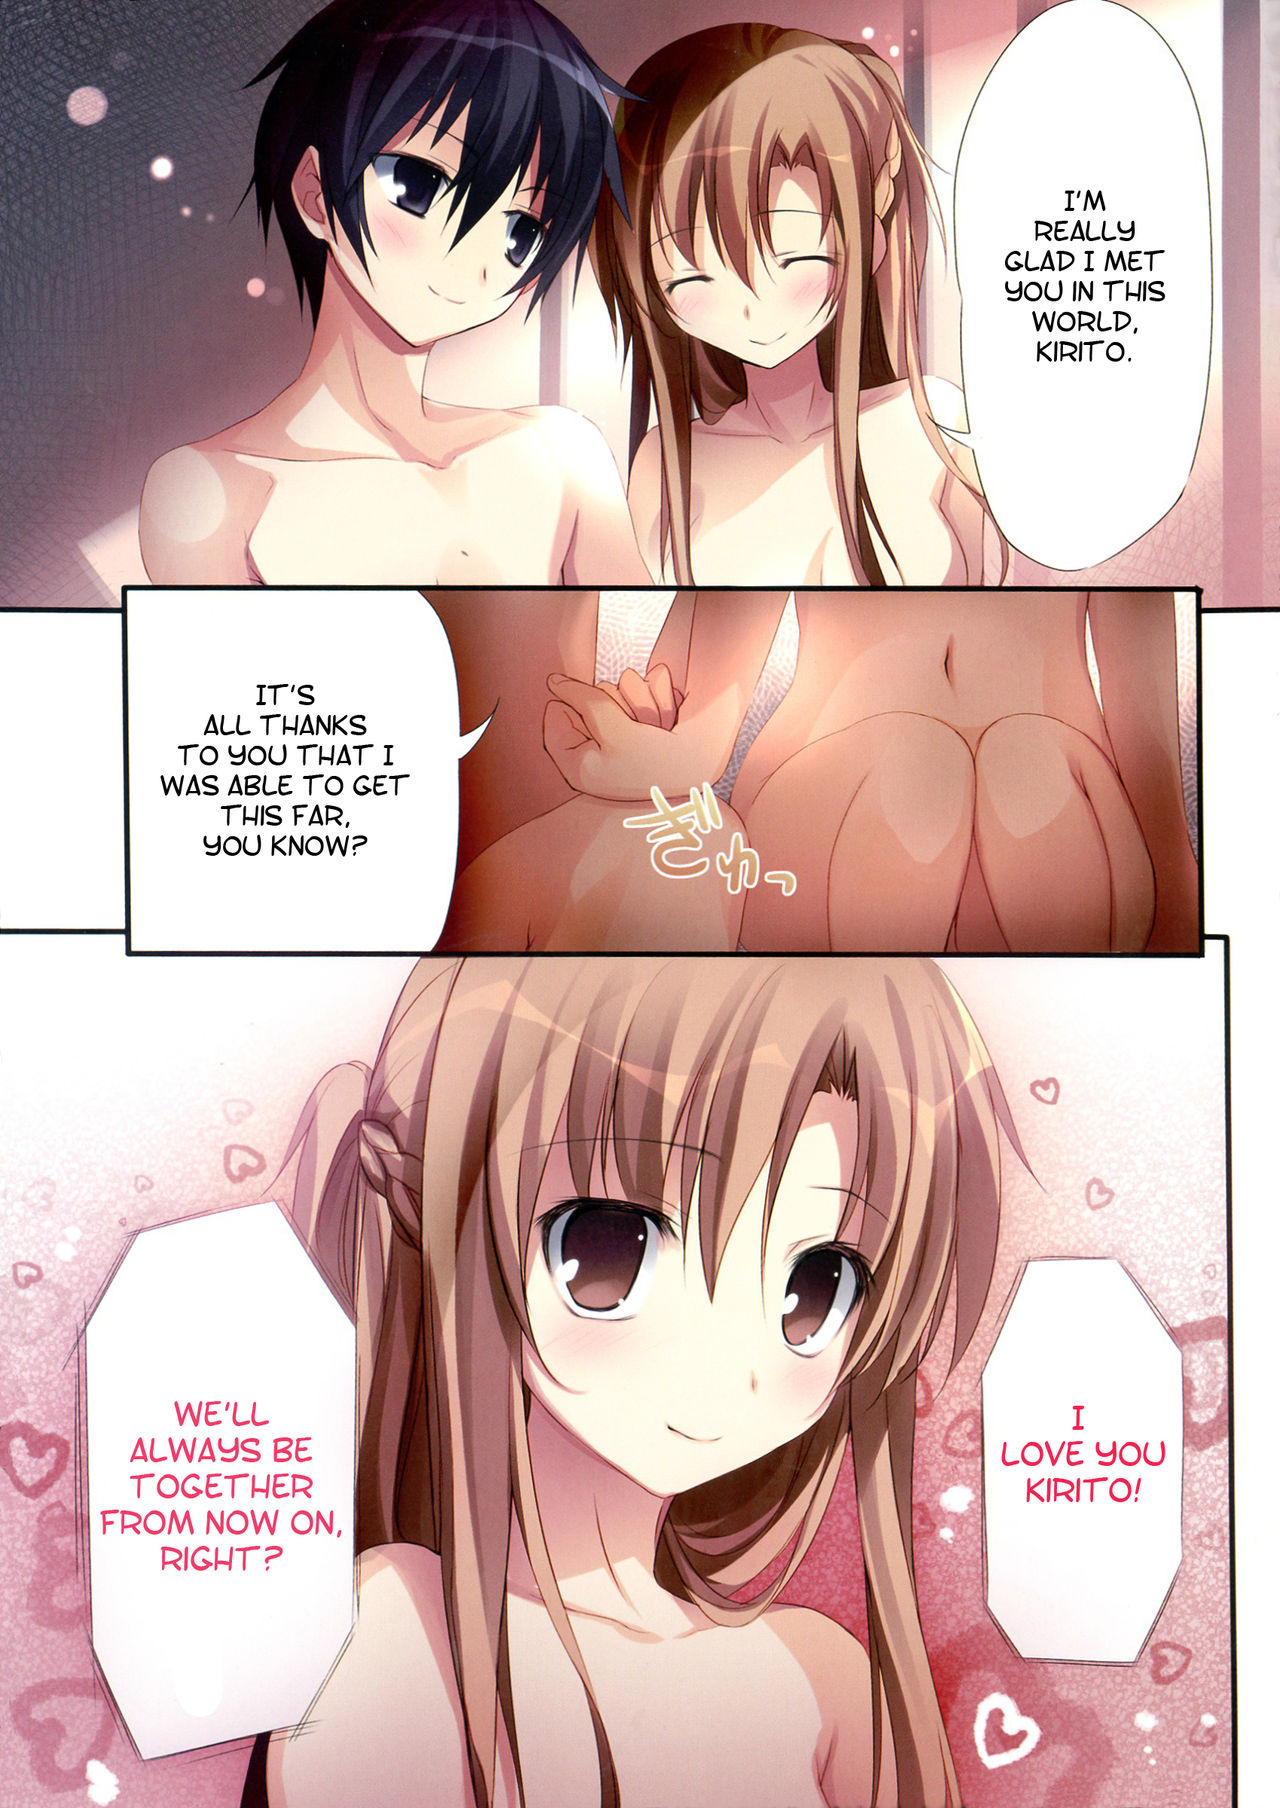 I'M
REALLY
GLAD I MET
YOU IN THIS
WORLD,
KIRITO.
IT'S
ALL THANKS
TO YOU THAT I
WAS ABLE TO GET
THIS FAR,
YOU KNOW?
ぎゅっ
I
LOVE YOU
KIRITO!
WE'LL
ALWAYS BE
TOGETHER
FROM NOW ON,
RIGHT?